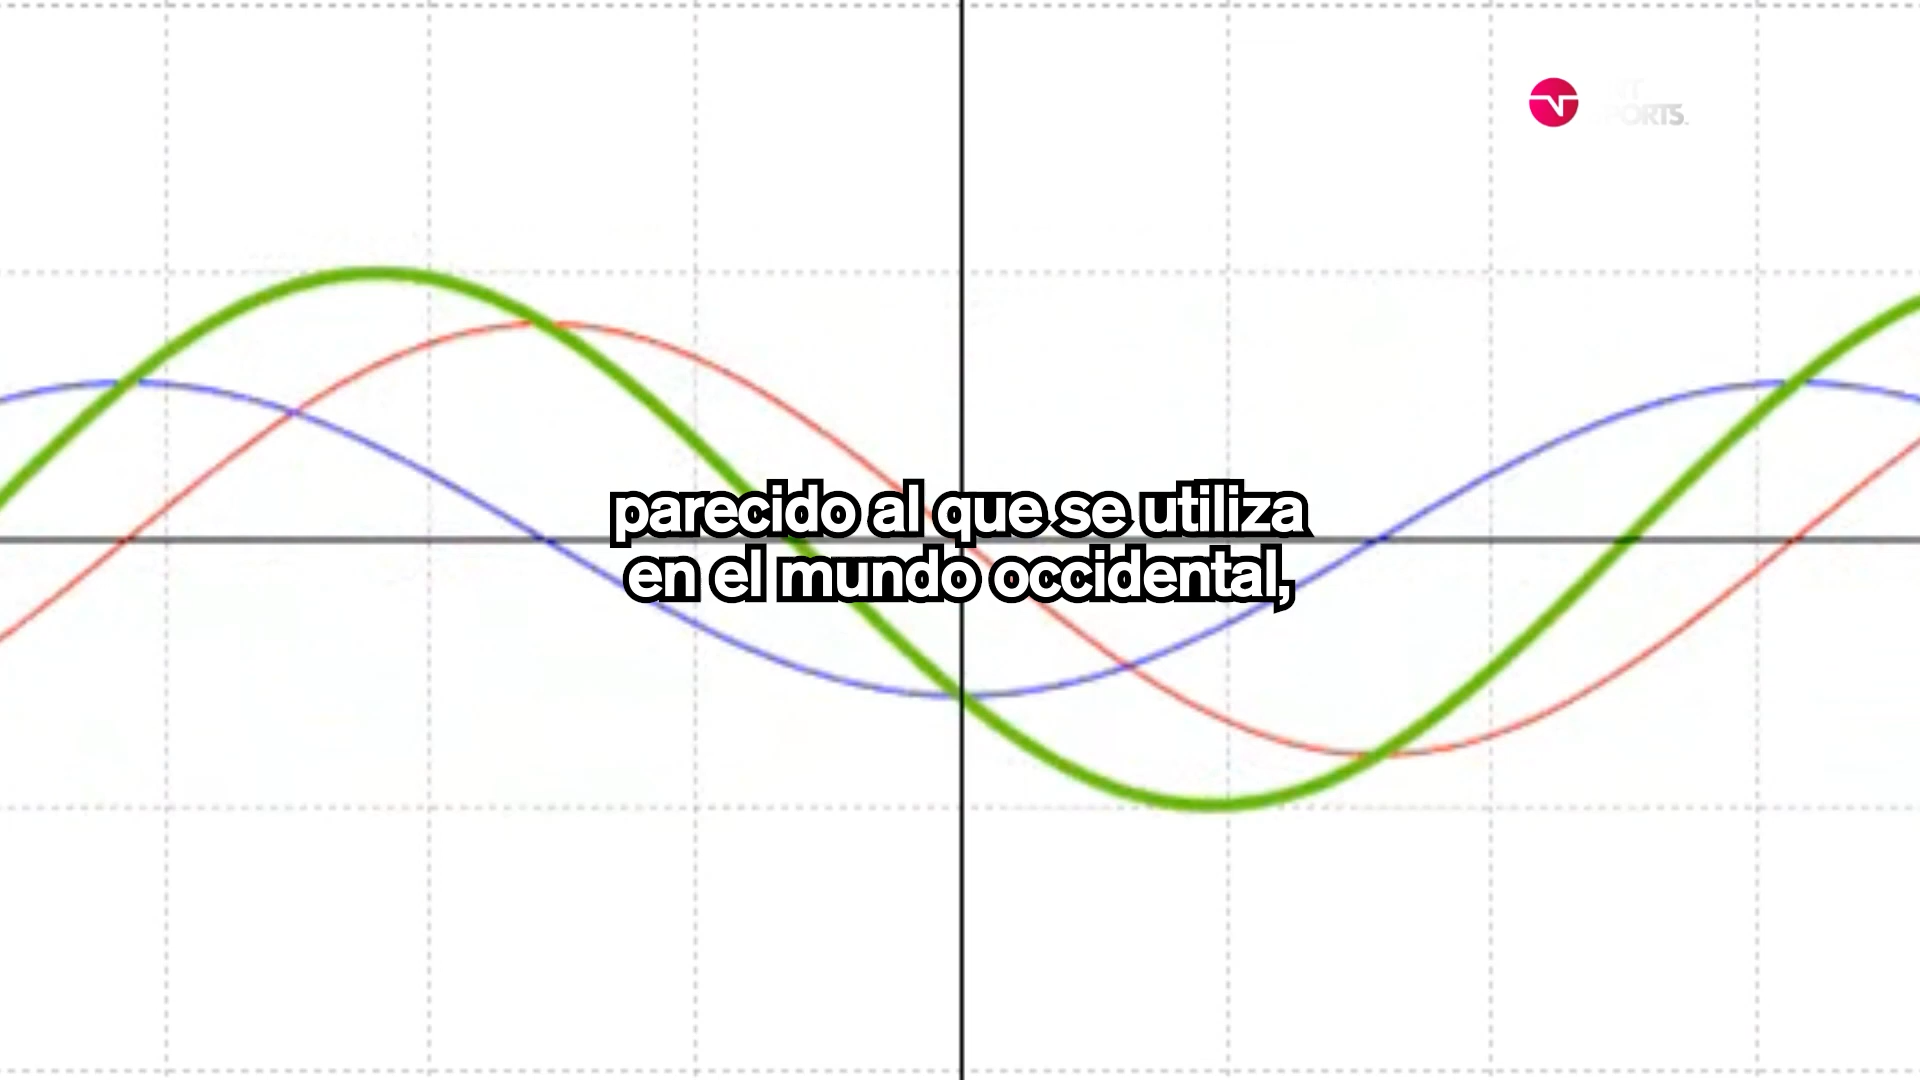 parecido al que se utiliza
en el mundo occidental,